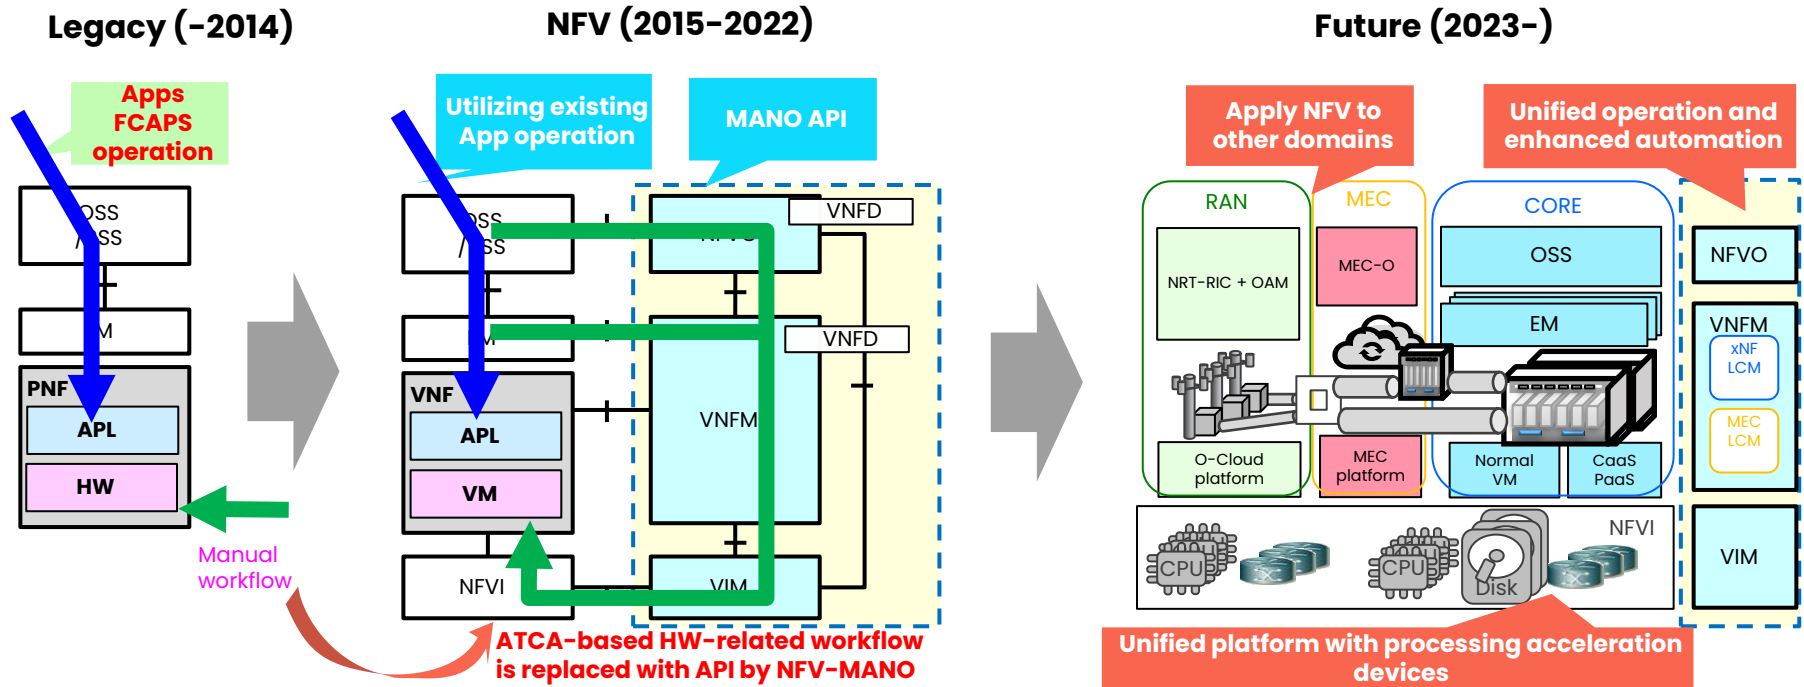 Legacy (-2014)
Apps
FCAPS
operation
OSS
/BSS
EM
PNF
APL
HW
Manual
workflow
NFV (2015-2022)
Utilizing existing
App operation
MANO API
OSS
/BSS
NFVO
VNFD
EM
VNFD
VNF
APL
VM
VNFM
NFVI
VIM
ATCA-based HW-related workflow
is replaced with API by NFV-MANO
Future (2023-)
Apply NFV to
other domains
Unified operation and
enhanced automation
RAN
MEC
CORE
NRT-RIC + OAM
MEC-O
OSS
EM
NFVO
VNFM
xNF
LCM
MEC
LCM
O-Cloud
platform
MEC
platform
Normal
VM
CaaS
PaaS
NFVI
CPU
CPU
Disk
VIM
Unified platform with processing acceleration
devices